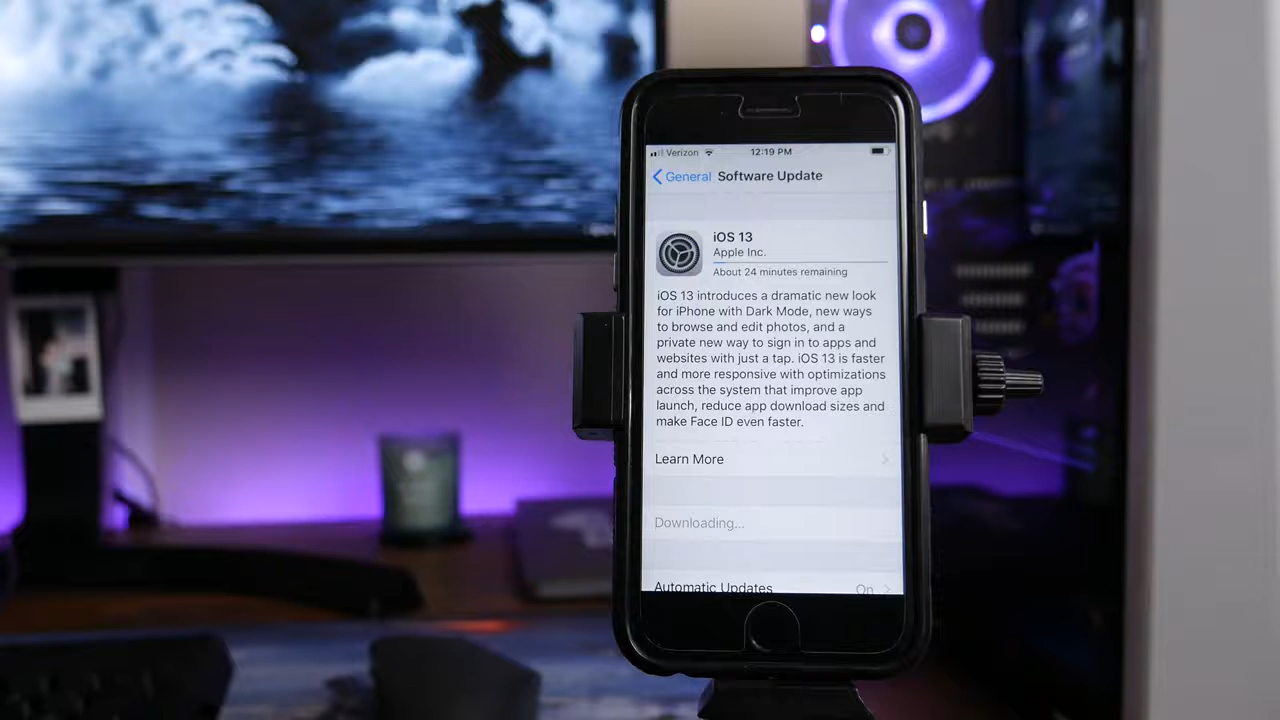 Verizon 12:19 PM
General Software Update
iOS 13
Apple Inc.
About 24 minutes remaining
iOS 13 introduces a dramatic new look
for iPhone with Dark Mode, new ways
to browse and edit photos, and a
private new way to sign in to apps and
websites with just a tap. iOS 13 is faster
and more responsive with optimizations
across the system that improve app
launch, reduce app download sizes and
make Face ID even faster.
Learn More
Downloading...
Automatic Updates On